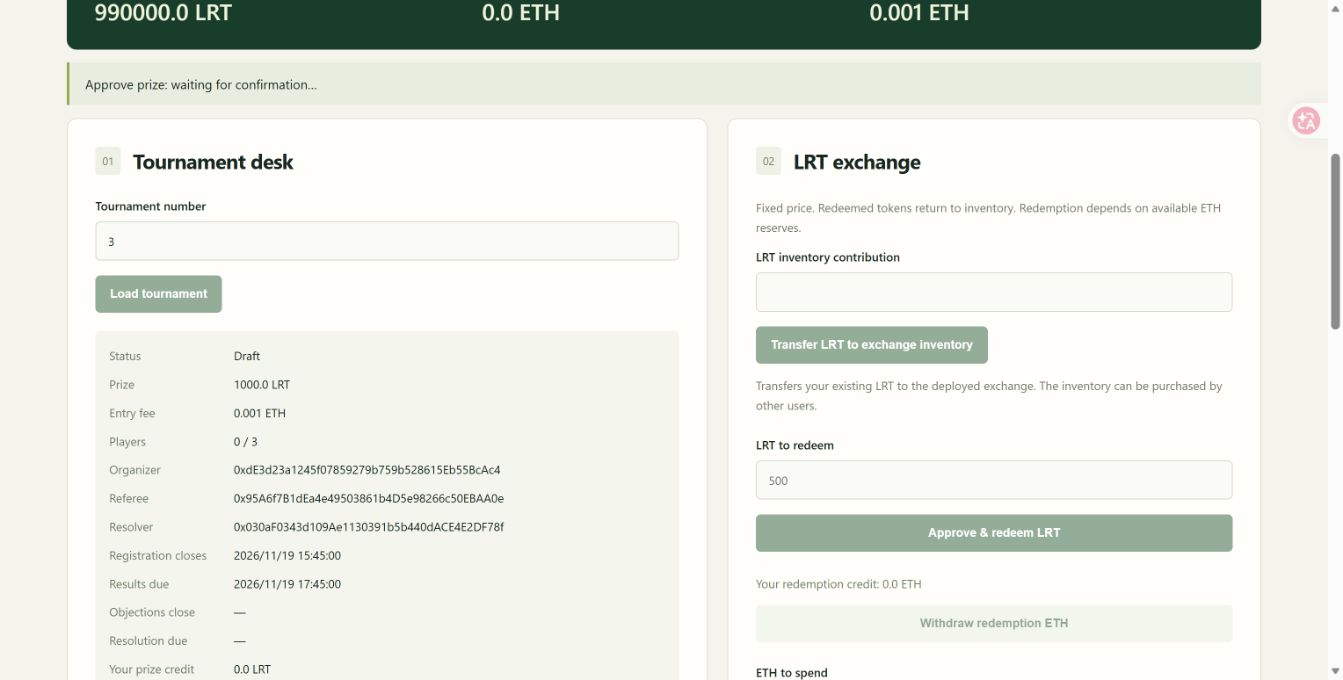 990000.0 LRT
0.0 ETH
0.001 ETH
Approve prize: waiting for confirmation...
01
Tournament desk
Tournament number
3
Load tournament
Status Draft
Prize 1000.0 LRT
Entry fee 0.001 ETH
Players 0 / 3
Organizer 0xdE3d23a1245f07859279b759b528615Eb55BcAc4
Referee 0x95A6f7B1dEa4e49503861b4D5e98266c50EBAA0e
Resolver 0x030aF0343d109Ae1130391b5b440dACE4E2DF78f
Registration closes 2026/11/19 15:45:00
Results due 2026/11/19 17:45:00
Objections close —
Resolution due —
Your prize credit 0.0 LRT
02
LRT exchange
Fixed price. Redeemed tokens return to inventory. Redemption depends on available ETH
reserves.
LRT inventory contribution
Transfer LRT to exchange inventory
Transfers your existing LRT to the deployed exchange. The inventory can be purchased by
other users.
LRT to redeem
500
Approve & redeem LRT
Your redemption credit: 0.0 ETH
Withdraw redemption ETH
ETH to spend